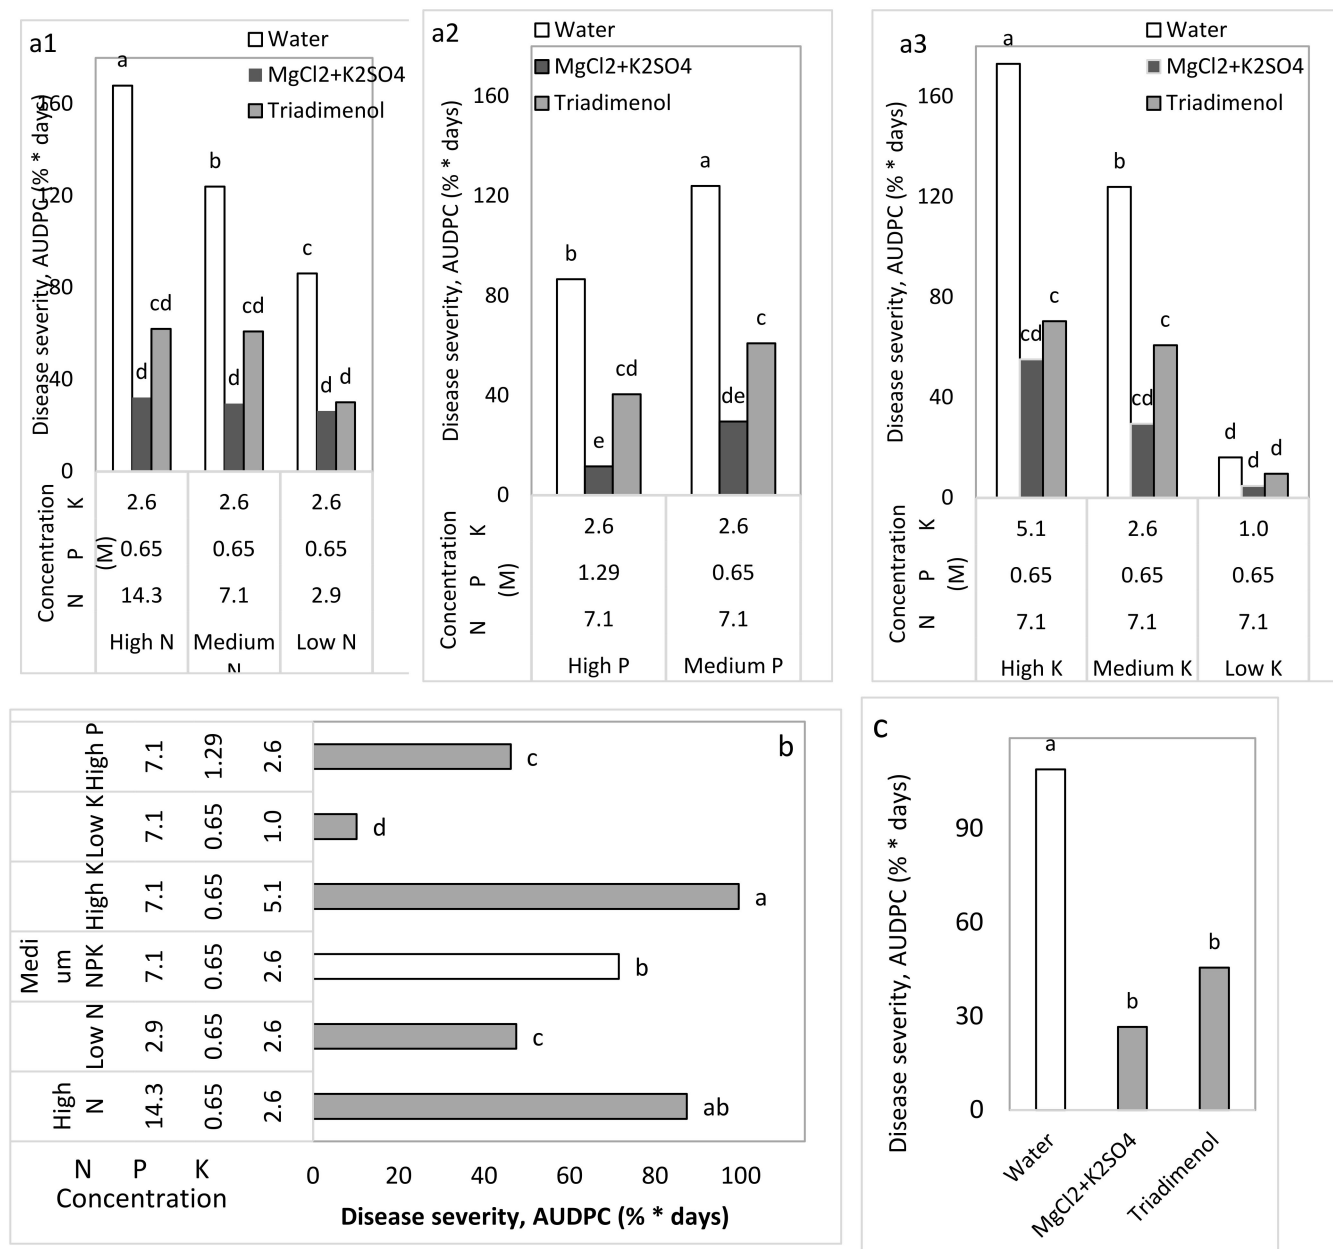 a1
Water
MgCl2+K2SO4
Triadimenol
Disease severity, AUDPC (% * days)
160
120
80
40
0
a
d
cd
b
d
cd
c
d
d
Concentration
(M)
K
2.6
2.6
2.6
P
0.65
0.65
0.65
N
14.3
7.1
2.9
High N
Medium
N
Low N
a2
Water
MgCl2+K2SO4
Triadimenol
Disease severity, AUDPC (% * days)
160
120
80
40
0
b
e
cd
a
de
c
Concentration
(M)
K
2.6
2.6
P
1.29
0.65
N
7.1
7.1
High P
Medium P
a3
Water
MgCl2+K2SO4
Triadimenol
Disease severity, AUDPC (% * days)
160
120
80
40
0
a
cd
c
b
cd
c
d
d
d
Concentration
(M)
K
5.1
2.6
1.0
P
0.65
0.65
0.65
N
7.1
7.1
7.1
High K
Medium K
Low K
b
High P
7.1
1.29
2.6
c
Low K
7.1
0.65
1.0
d
High K
7.1
0.65
5.1
a
Medi
um
NPK
7.1
0.65
2.6
b
Low N
2.9
0.65
2.6
c
High
N
14.3
0.65
2.6
ab
N P K
Concentration
0 20 40 60 80 100
Disease severity, AUDPC (% * days)
c
Disease severity, AUDPC (% * days)
90
60
30
0
a
b
b
Water
MgCl2+K2SO4
Triadimenol